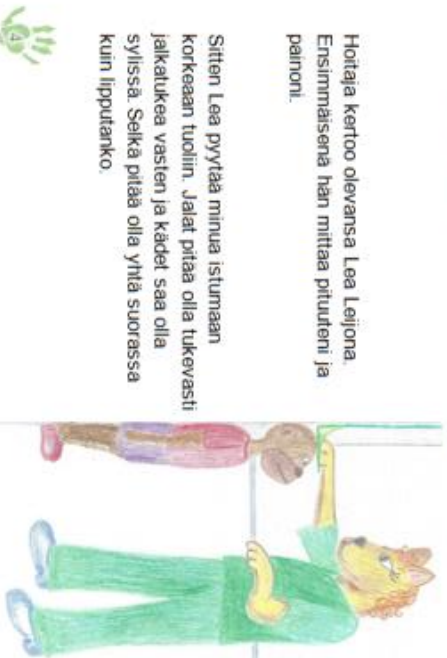 Hoitaja kertoo olevansa Lea Leijona.
Ensimmäisenä hän mittaa pituuteni ja
painoni.
Sitten Lea pyytää minua istumaan
korkeaan tuoliin. Jalat pitää olla tukevasti
jalkatukea vasten ja kädet saa olla
sylissä. Selkä pitää olla yhtä suorassa
kuin lipputanko.
4